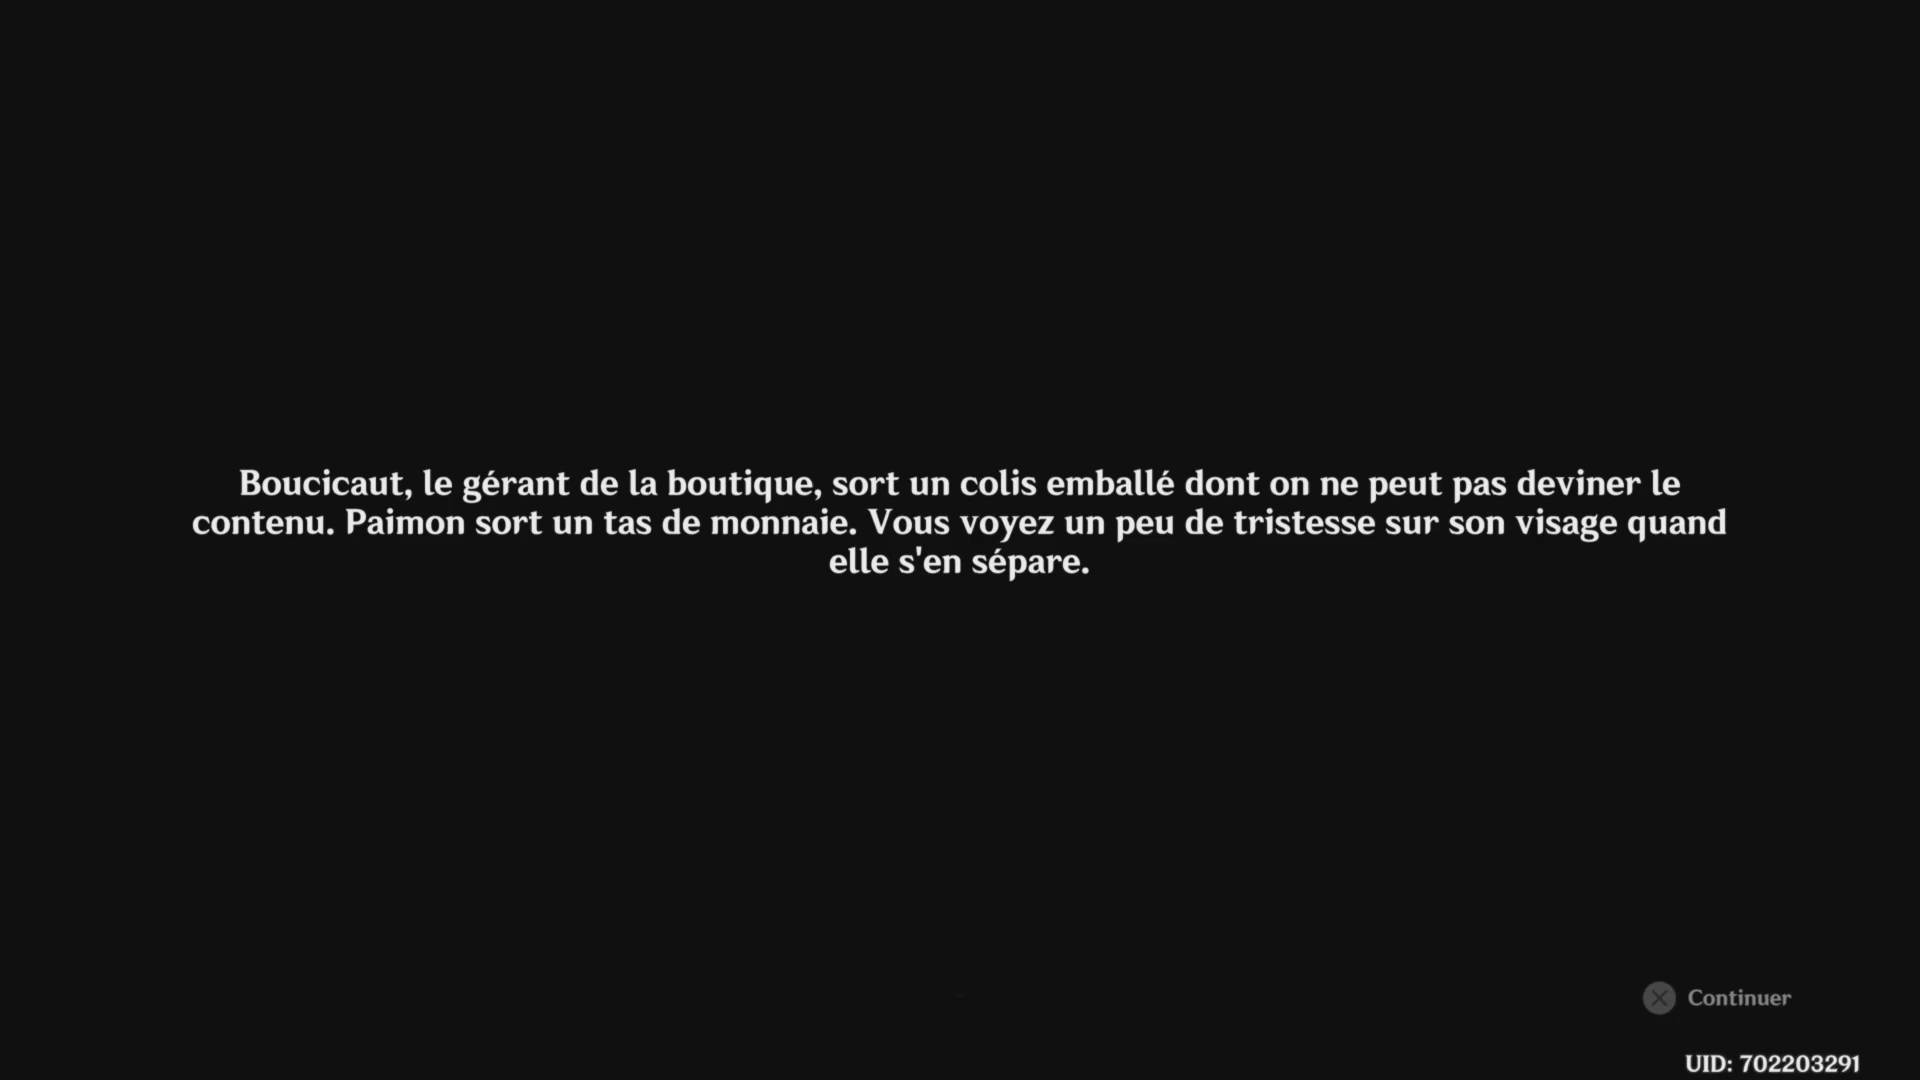 Boucicaut, le gérant de la boutique, sort un colis emballé dont on ne peut pas deviner le
contenu. Paimon sort un tas de monnaie. Vous voyez un peu de tristesse sur son visage quand
elle s'en sépare.
Continuer
UID: 702203291